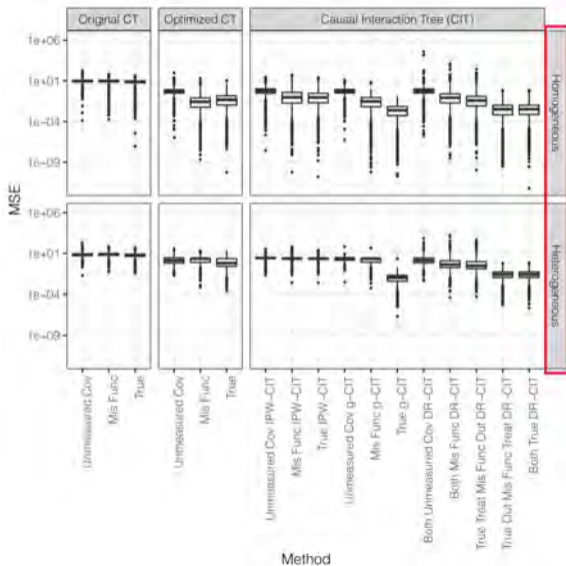 Original CT
Optimized CT
Causal Interaction Tree (CIT)
1e+06
1e+01
1e-04
1e-09
Homogeneous
MSE
1e+06
1e+01
1e-04
1e-09
Heterogeneous
Unmeasured Cov
Mis Func
True
Unmeasured Cov
Mis Func
True
Unmeasured Cov IPW-CIT
Mis Func IPW-CIT
True IPW-CIT
Unmeasured Cov g-CIT
Mis Func g-CIT
True g-CIT
Both Unmeasured Cov DR-CIT
Both Mis Func DR-CIT
True Treat Mis Func Out DR-CIT
True Out Mis Func Treat DR-CIT
Both True DR-CIT
Method